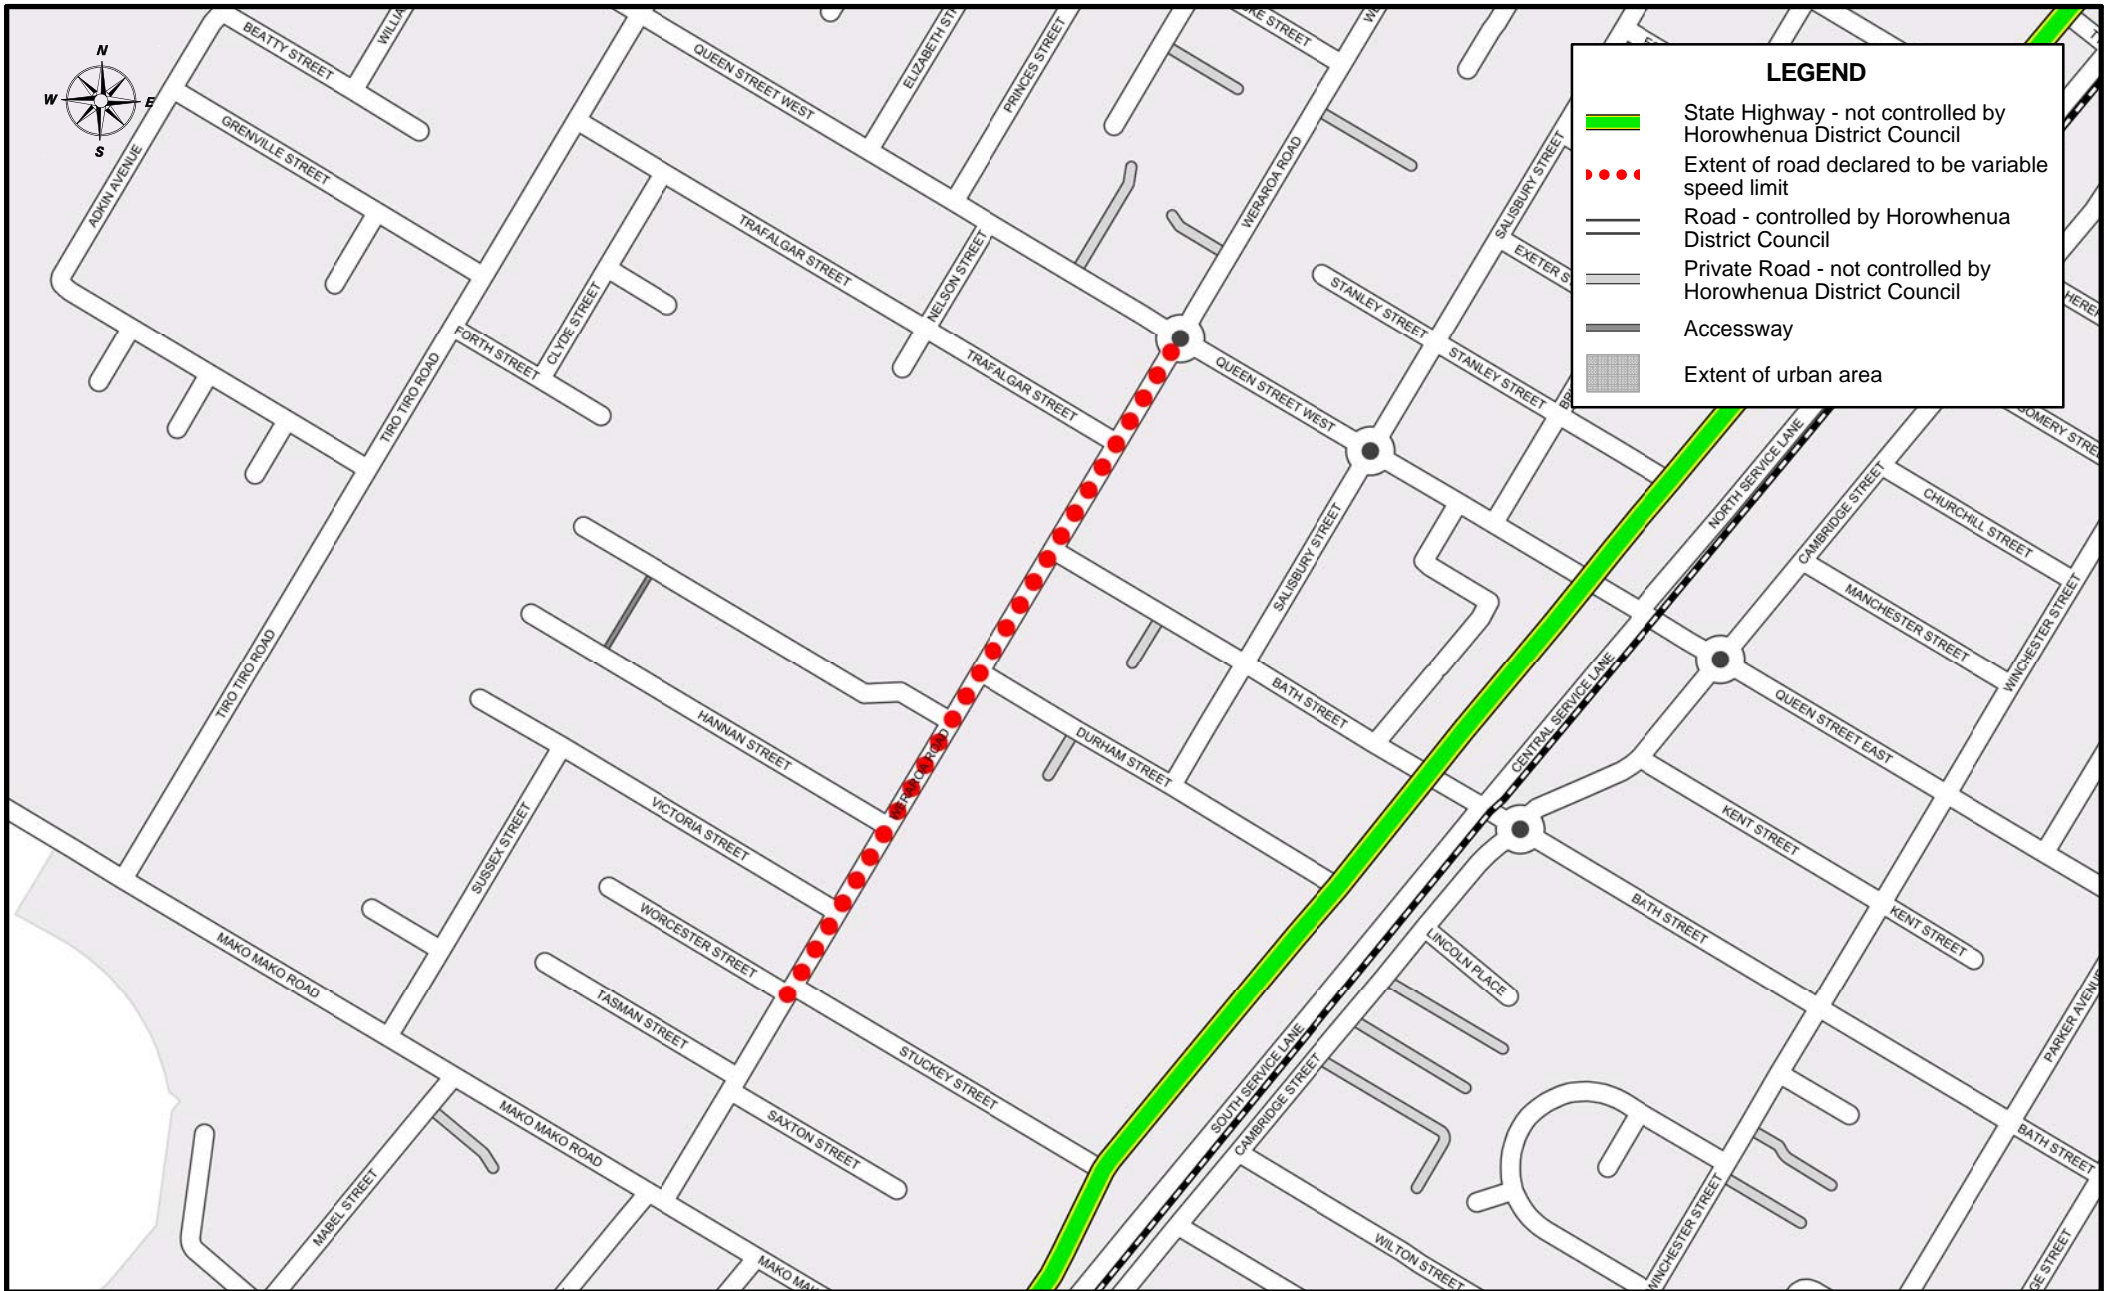 N
W
E
S
LEGEND
State Highway - not controlled by
Horowhenua District Council
Extent of road declared to be variable
speed limit
Road - controlled by Horowhenua
District Council
Private Road - not controlled by
Horowhenua District Council
Accessway
Extent of urban area
BEATTY STREET
GRENVILLE STREET
ADKIN AVENUE
QUEEN STREET WEST
ELIZABETH
PRINCES STREET
WERAROA ROAD
SALISBURY STREET
EXETER
TRAFALGAR STREET
NELSON STREET
TRAFALGAR STREET
CLYDE STREET
FORTH STREET
TIRO TIRO ROAD
STANLEY STREET
STANLEY STREET
QUEEN STREET WEST
NORTH SERVICE LANE
CAMBRIDGE STREET
CHURCHILL STREET
MANCHESTER STREET
WINCHESTER STREET
SALISBURY STREET
TIRO TIRO ROAD
HANNAN STREET
WERAROA ROAD
DURHAM STREET
BATH STREET
CENTRAL SERVICE LANE
QUEEN STREET EAST
VICTORIA STREET
SUSSEX STREET
KENT STREET
KENT STREET
BATH STREET
WORCESTER STREET
LINCOLN PLACE
MAKO MAKO ROAD
TASMAN STREET
STUCKEY STREET
SOUTH SERVICE LANE
CAMBRIDGE STREET
PARKER AVENUE
MAKO MAKO ROAD
SAXTON STREET
BATH STREET
MABEL STREET
WINCHESTER STREET
WILTON STREET
MAKO